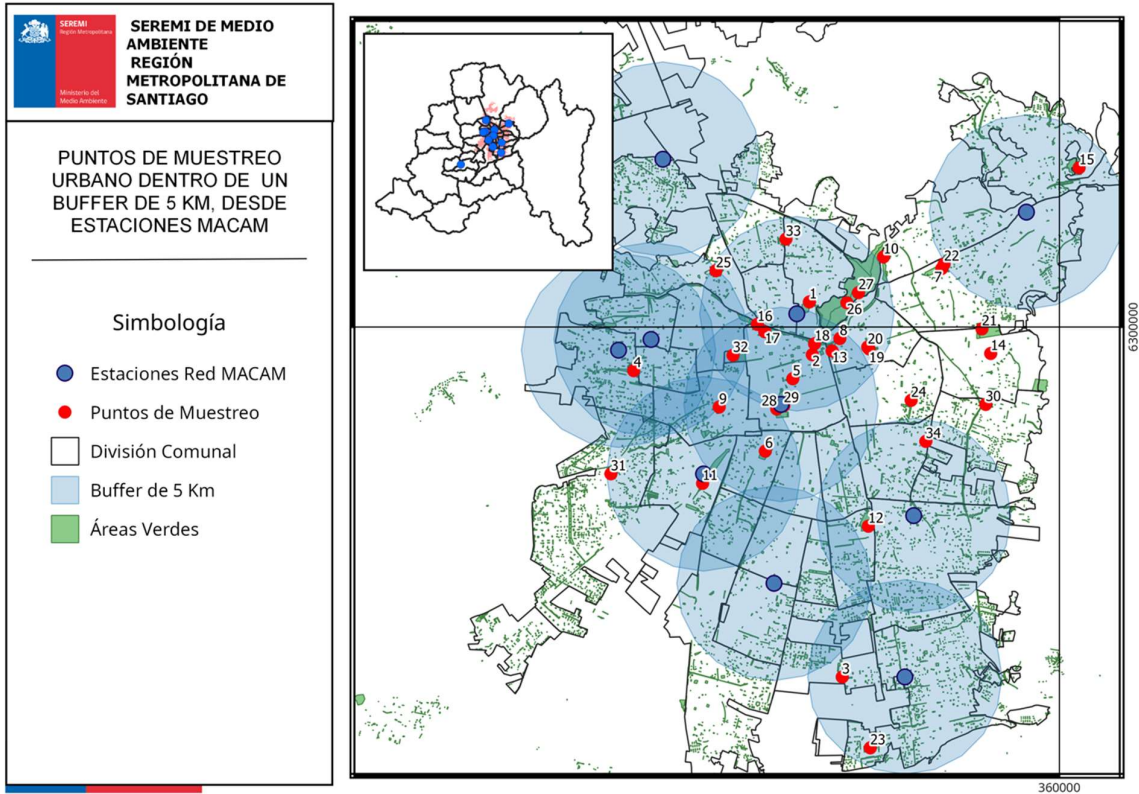 SEREMI
Región Metropolitana
Ministerio del
Medio Ambiente
SEREMI DE MEDIO
AMBIENTE
REGIÓN
METROPOLITANA DE
SANTIAGO
PUNTOS DE MUESTREO
URBANO DENTRO DE UN
BUFFER DE 5 KM, DESDE
ESTACIONES MACAM
Simbología
Estaciones Red MACAM
Puntos de Muestreo
División Comunal
Buffer de 5 Km
Áreas Verdes
15
33
10
25
22
7
27
1
26
16
17
21
8
18
20
32
2
13
19
14
4
5
24
30
9
28
29
34
6
31
11
12
3
23
6300000
360000